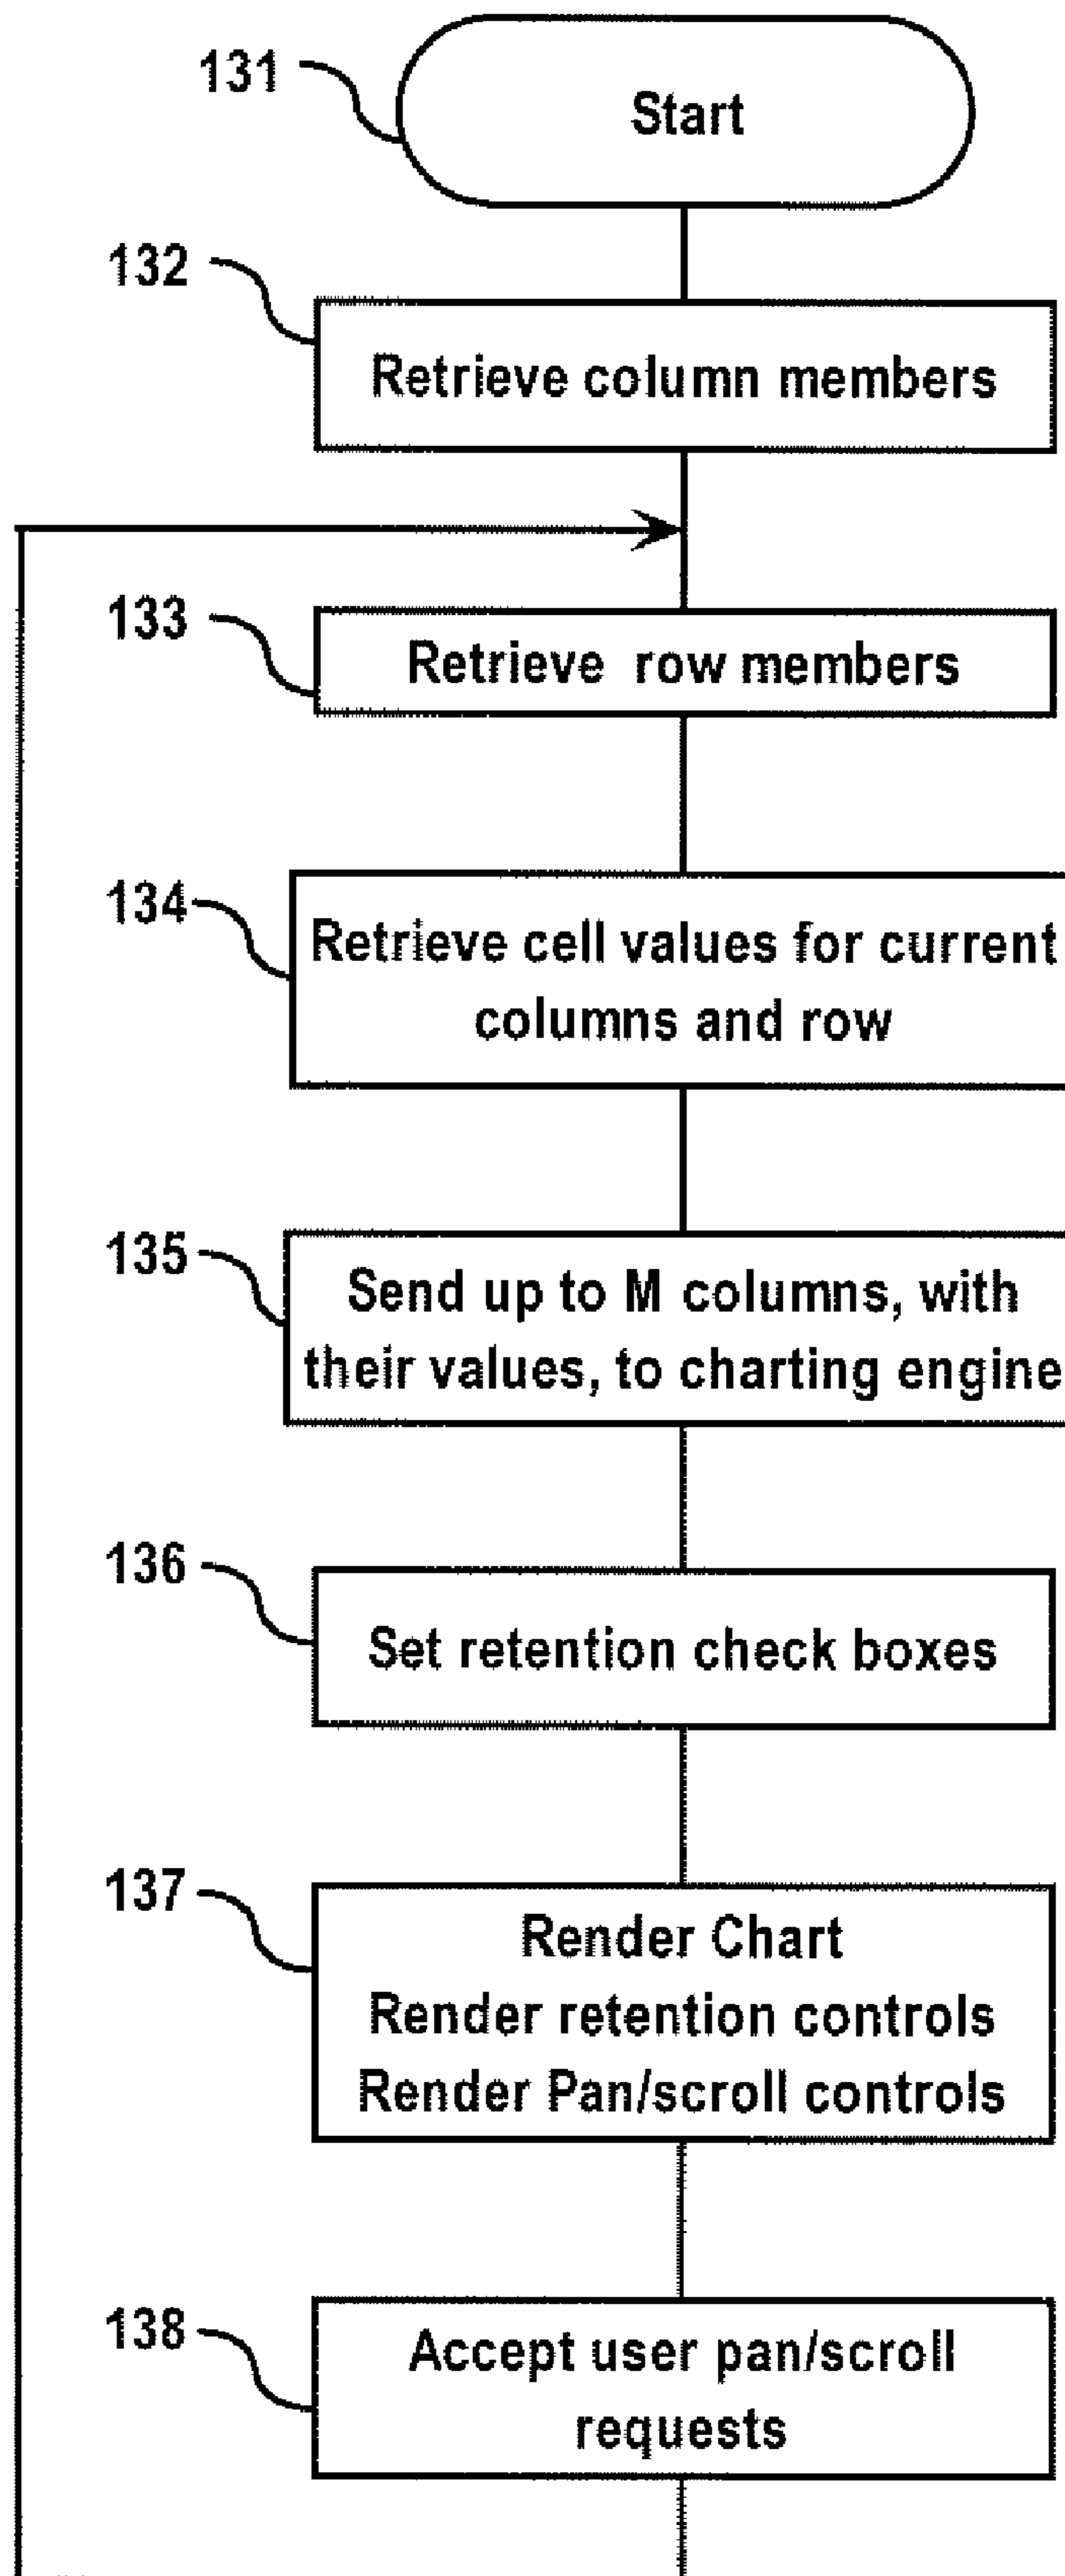 131
Start
132
Retrieve column members
133
Retrieve row members
134
Retrieve cell values for current
columns and row
135
Send up to M columns, with
their values, to charting engine
136
Set retention check boxes
137
Render Chart
Render retention controls
Render Pan/scroll controls
138
Accept user pan/scroll
requests